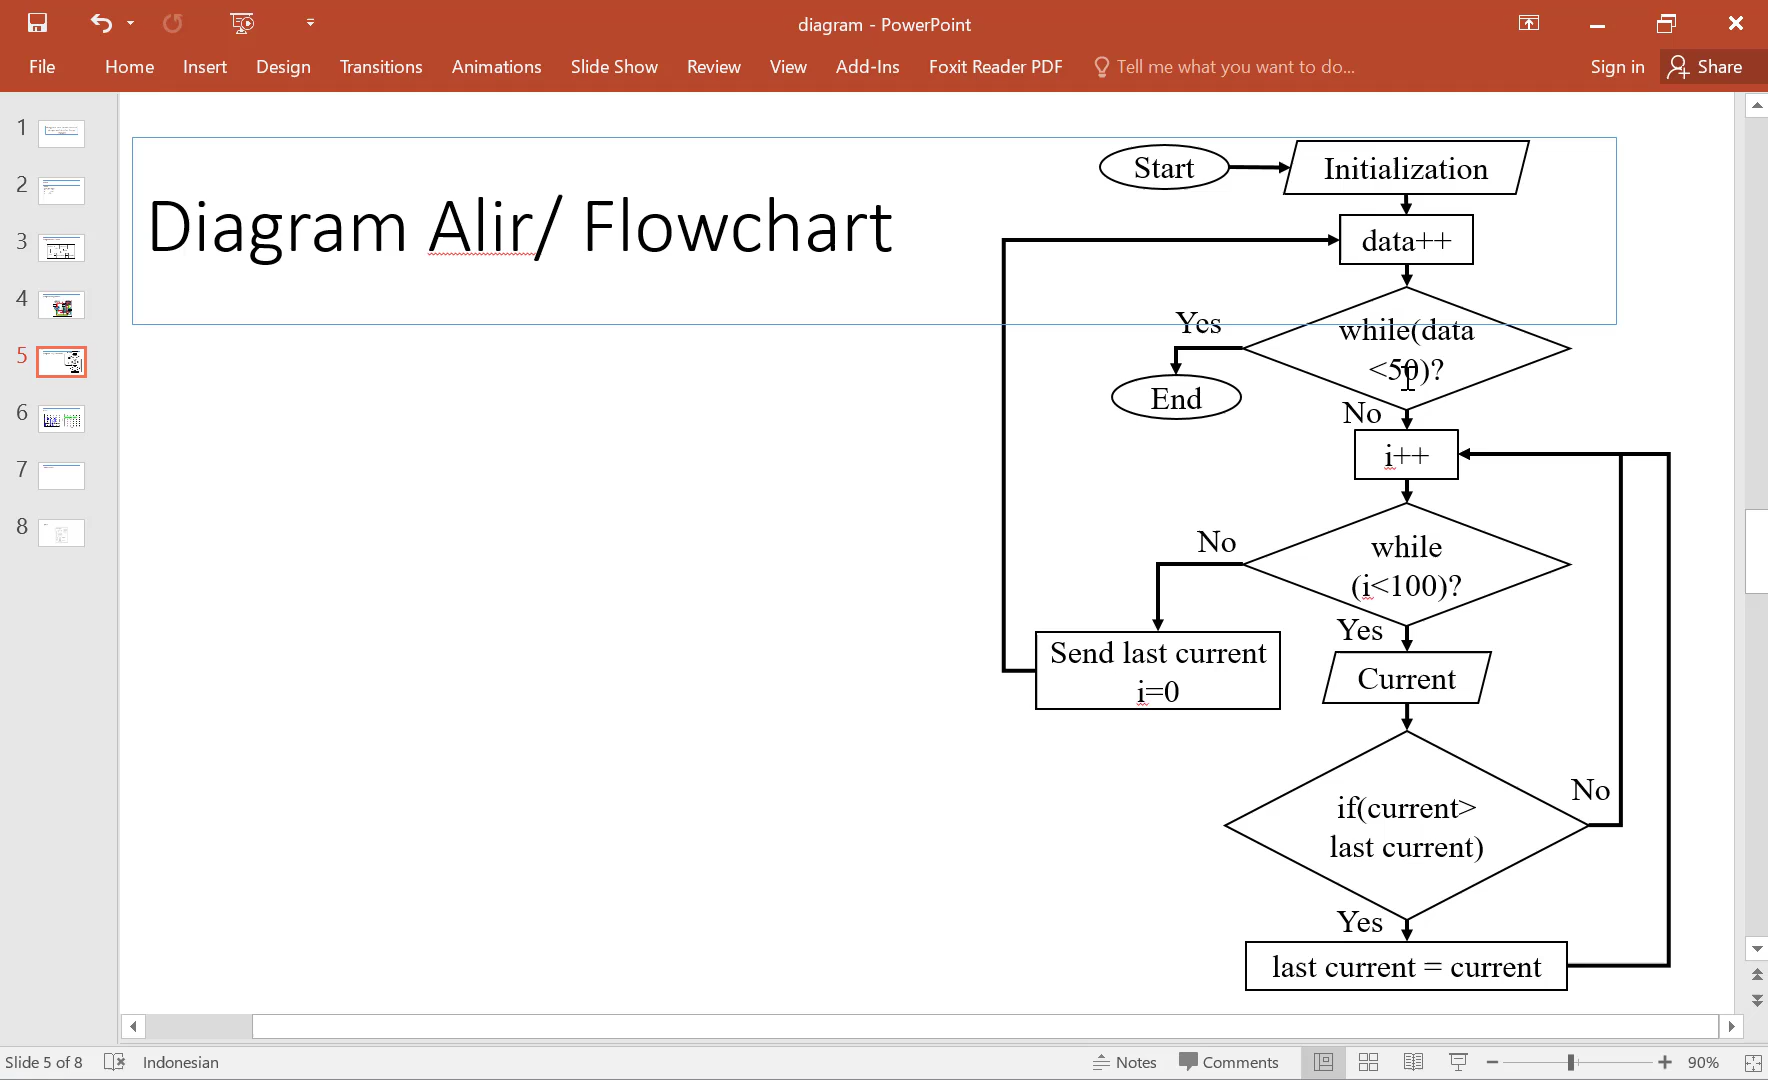 diagram - PowerPoint
File Home Insert Design Transitions Animations Slide Show Review View Add-Ins Foxit Reader PDF Tell me what you want to do... Sign in Share
1
2
3
4
5
6
7
8
Diagram Alir/ Flowchart
Start
Initialization
data++
while(data
<50)?
Yes
End
No
i++
while
(i<100)?
No
Send last current
i=0
Yes
Current
if(current>
last current)
No
Yes
last current = current
Slide 5 of 8 Indonesian Notes Comments 90%